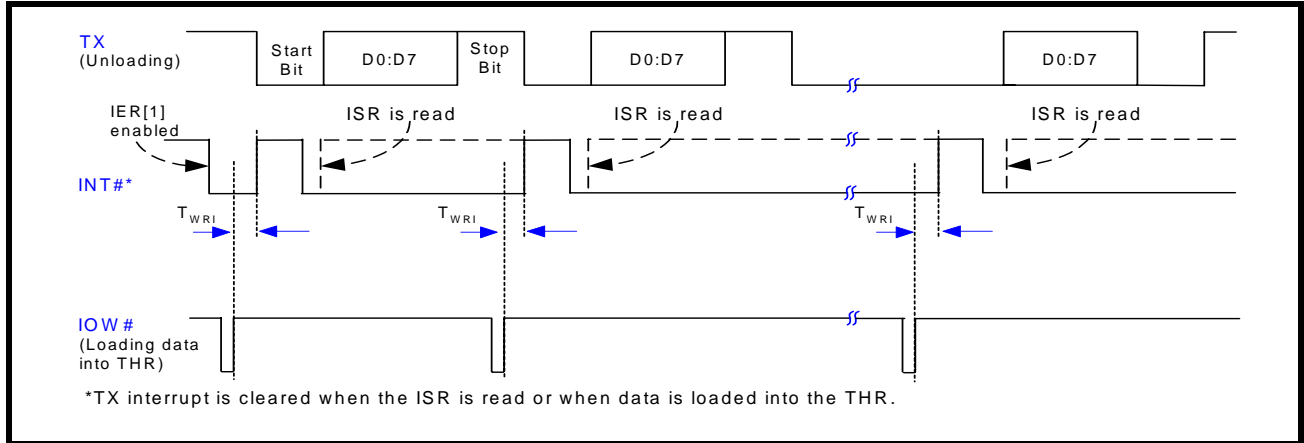 TX
(Unloading)
Start
Bit
D0:D7
Stop
Bit
D0:D7
D0:D7
IER[1]
enabled
ISR is read
ISR is read
ISR is read
INT#*
TWRI
TWRI
TWRI
IOW#
(Loading data
into THR)
*TX interrupt is cleared when the ISR is read or when data is loaded into the THR.